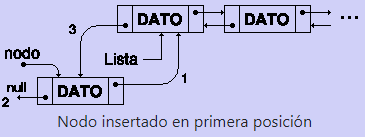 DATO
DATO
...
3
nodo
Lista
DATO
1
null
2
Nodo insertado en primera posición